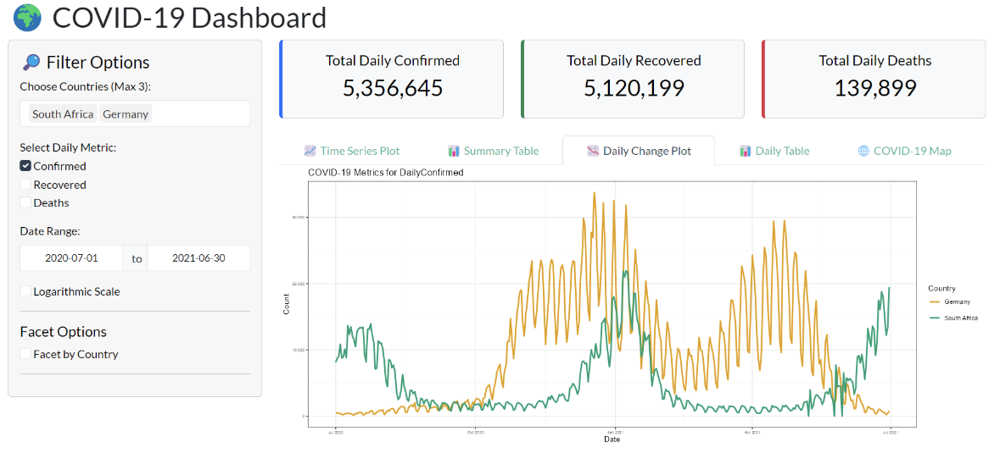 COVID-19 Dashboard
Filter Options
Choose Countries (Max 3):
South Africa Germany
Select Daily Metric:
Confirmed
Recovered
Deaths
Date Range:
2020-07-01 to 2021-06-30
Logarithmic Scale
Facet Options
Facet by Country
Total Daily Confirmed
5,356,645
Total Daily Recovered
5,120,199
Total Daily Deaths
139,899
Time Series Plot Summary Table Daily Change Plot Daily Table COVID-19 Map
COVID-19 Metrics for DailyConfirmed
Count
30,000
20,000
10,000
0
Jul 2020 Oct 2020 Jan 2021 Apr 2021 Jul 2021
Date
Country
Germany
South Africa